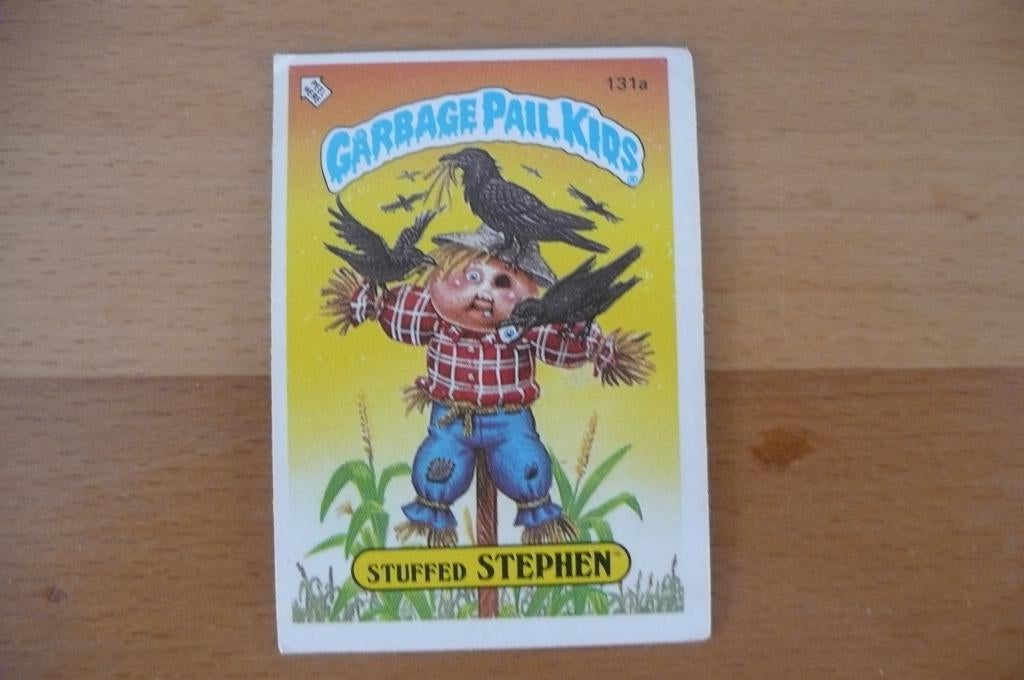 131a
GARBAGE PAIL KIDS
STUFFED STEPHEN